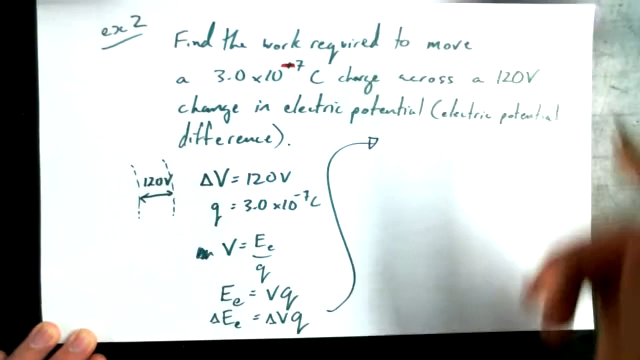 ex2
Find the work required to move
a 3.0×10⁻⁷ C charge across a 120V
change in electric potential (electric potential
difference).
120V
ΔV = 120V
q = 3.0×10⁻⁷C
V = Ee/q
Ee = Vq
ΔEe = ΔVq